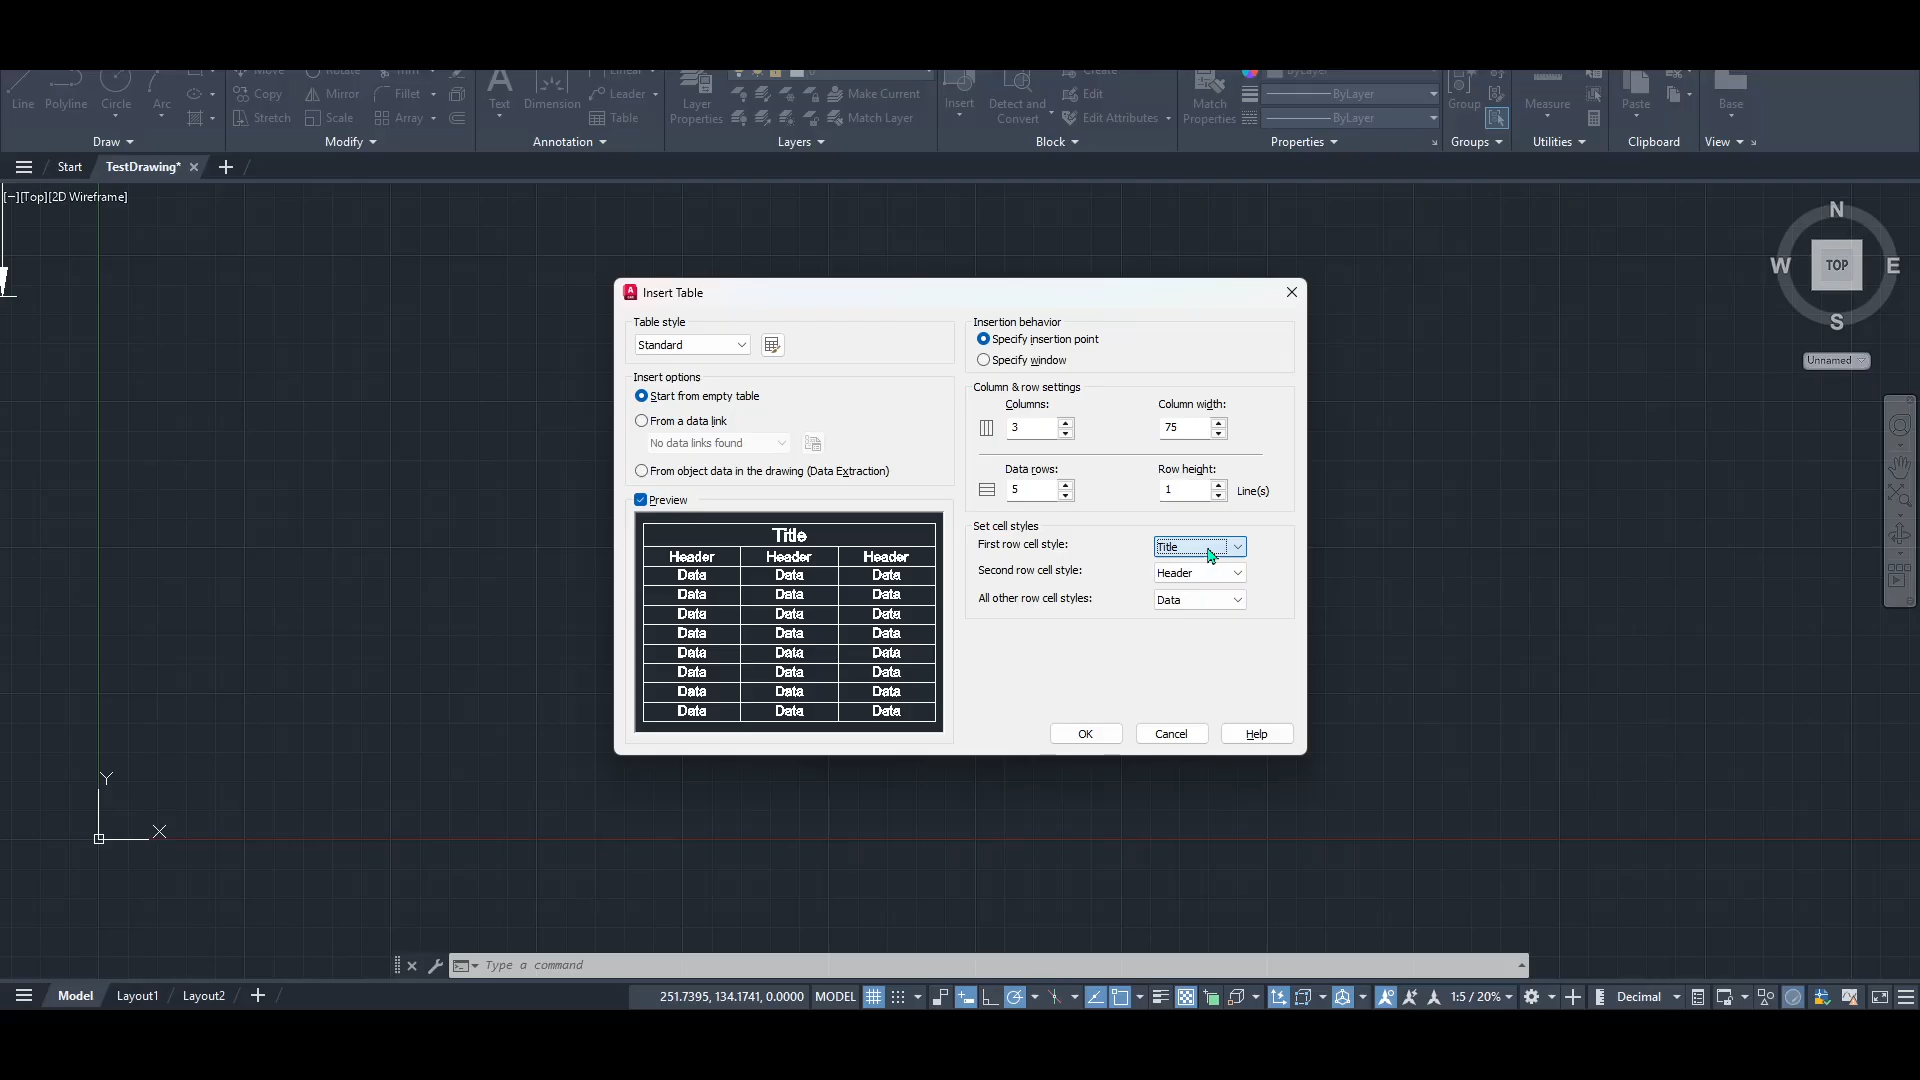 Move Rotate Trim Linear ByLayer Create
Line Polyline Circle Arc Copy Mirror Fillet Text Dimension Leader Layer Properties Make Current Insert Detect and Convert Edit Match Properties ByLayer Group Measure Paste Base
Stretch Scale Array Table Match Layer Edit Attributes ByLayer
Draw Modify Annotation Layers Block Properties Groups Utilities Clipboard View
Start TestDrawing*
[−][Top][2D Wireframe]
N
W TOP E
S
Unnamed
Insert Table
Table style
Standard
Insert options
Start from empty table
From a data link
No data links found
From object data in the drawing (Data Extraction)
Preview
Title
Header Header Header
Data Data Data
Data Data Data
Data Data Data
Data Data Data
Data Data Data
Data Data Data
Data Data Data
Data Data Data
Insertion behavior
Specify insertion point
Specify window
Column & row settings
Columns: Column width:
3 75
Data rows: Row height:
5 1 Line(s)
Set cell styles
First row cell style: Title
Second row cell style: Header
All other row cell styles: Data
OK Cancel Help
Y
X
Type a command
Model Layout1 Layout2 251.7395, 134.1741, 0.0000 MODEL 1:5 / 20% Decimal